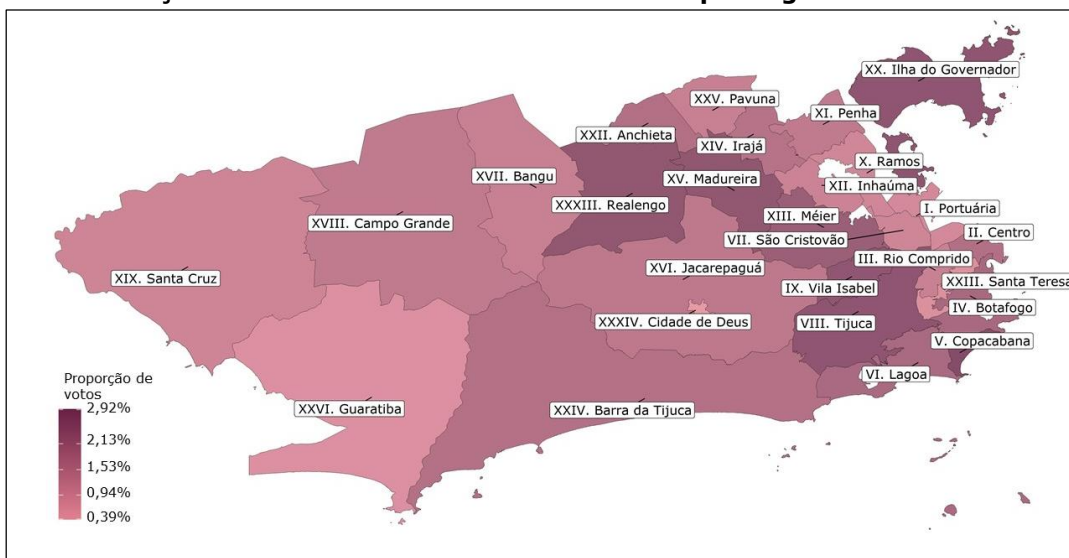 XX. Ilha do Governador
XXV. Pavuna
XI. Penha
XXII. Anchieta
XIV. Irajá
X. Ramos
XVII. Bangu
XV. Madureira
XII. Inhaúma
XXXIII. Realengo
I. Portuária
XIII. Méier
XVIII. Campo Grande
II. Centro
VII. São Cristovão
III. Rio Comprido
XVI. Jacarepaguá
XIX. Santa Cruz
XXIII. Santa Teresa
IX. Vila Isabel
IV. Botafogo
XXXIV. Cidade de Deus
VIII. Tijuca
V. Copacabana
VI. Lagoa
XXVI. Guaratiba
XXIV. Barra da Tijuca
Proporção de
votos
2,92%
2,13%
1,53%
0,94%
0,39%